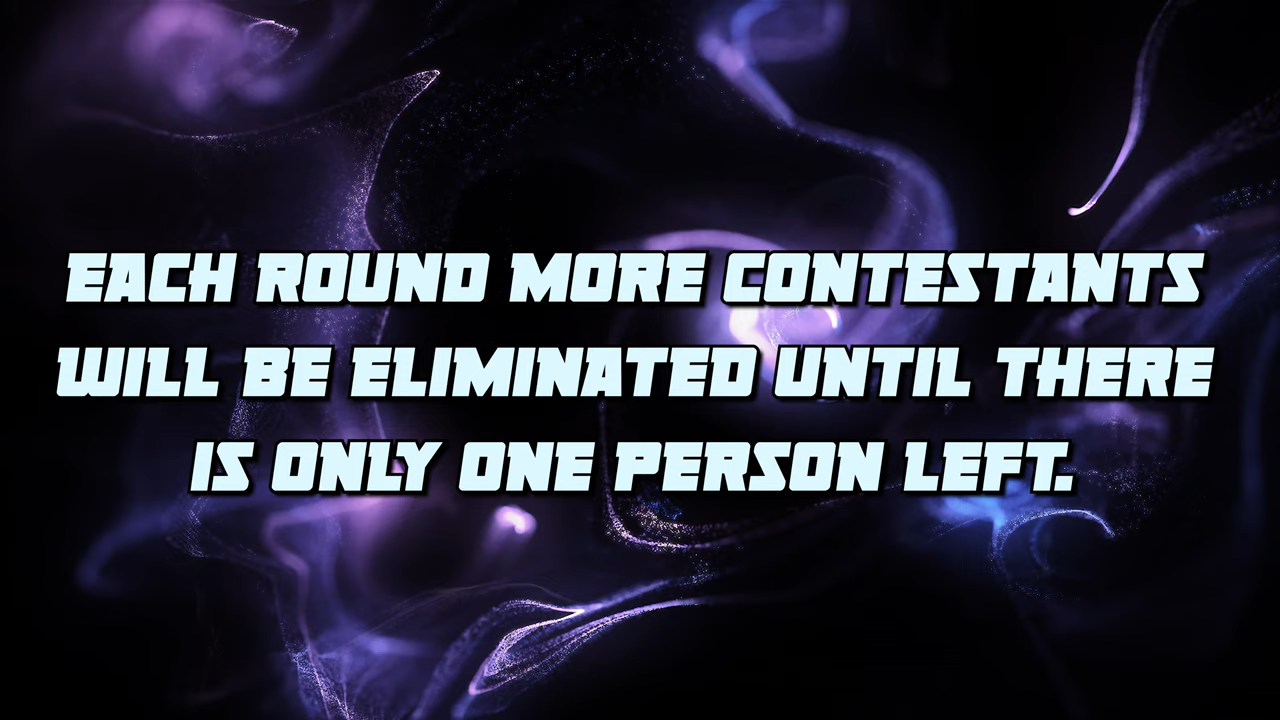 EACH ROUND MORE CONTESTANTS
WILL BE ELIMINATED UNTIL THERE
IS ONLY ONE PERSON LEFT.